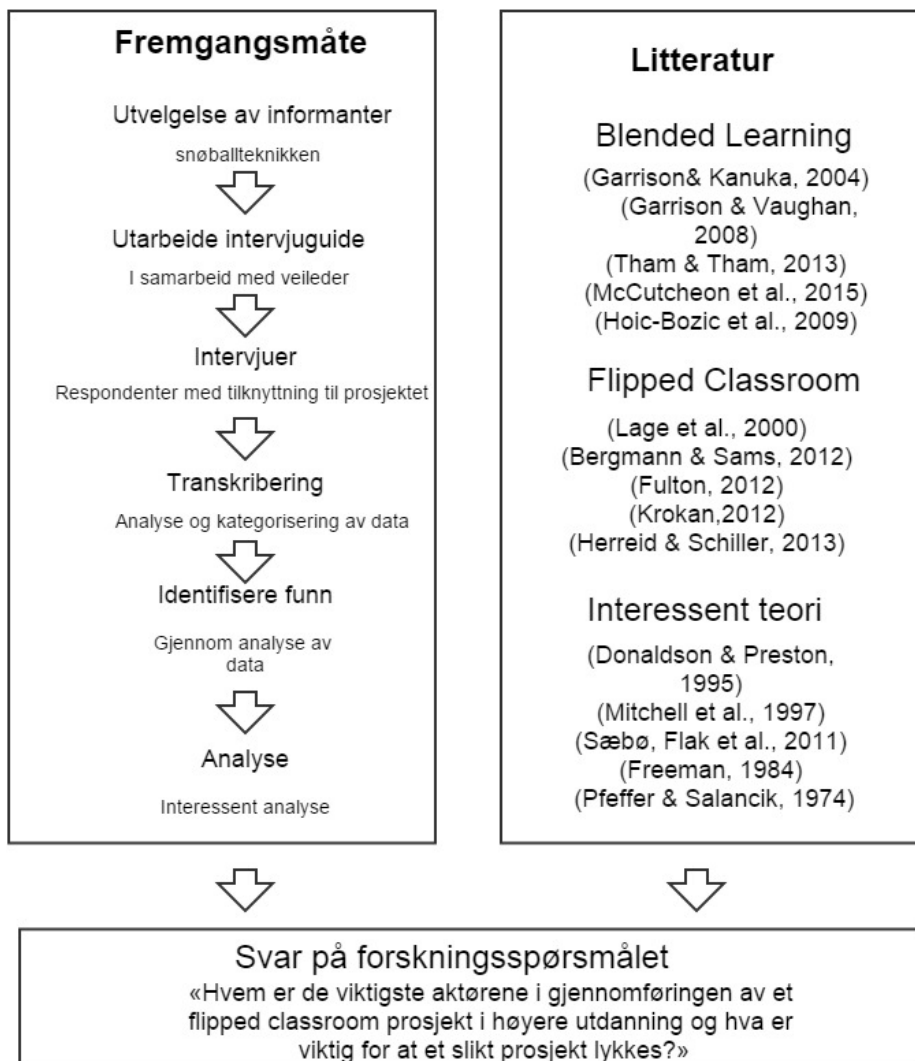 Fremgangsmåte
Utvelgelse av informanter
snøballteknikken
Utarbeide intervjuguide
I samarbeid med veileder
Intervjuer
Respondenter med tilknyttning til prosjektet
Transkribering
Analyse og kategorisering av data
Identifisere funn
Gjennom analyse av
data
Analyse
Interessent analyse
Litteratur
Blended Learning
(Garrison& Kanuka, 2004)
(Garrison & Vaughan,
2008)
(Tham & Tham, 2013)
(McCutcheon et al., 2015)
(Hoic-Bozic et al., 2009)
Flipped Classroom
(Lage et al., 2000)
(Bergmann & Sams, 2012)
(Fulton, 2012)
(Krokan,2012)
(Herreid & Schiller, 2013)
Interessent teori
(Donaldson & Preston,
1995)
(Mitchell et al., 1997)
(Sæbø, Flak et al., 2011)
(Freeman, 1984)
(Pfeffer & Salancik, 1974)
Svar på forskningsspørsmålet
«Hvem er de viktigste aktørene i gjennomføringen av et
flipped classroom prosjekt i høyere utdanning og hva er
viktig for at et slikt prosjekt lykkes?»